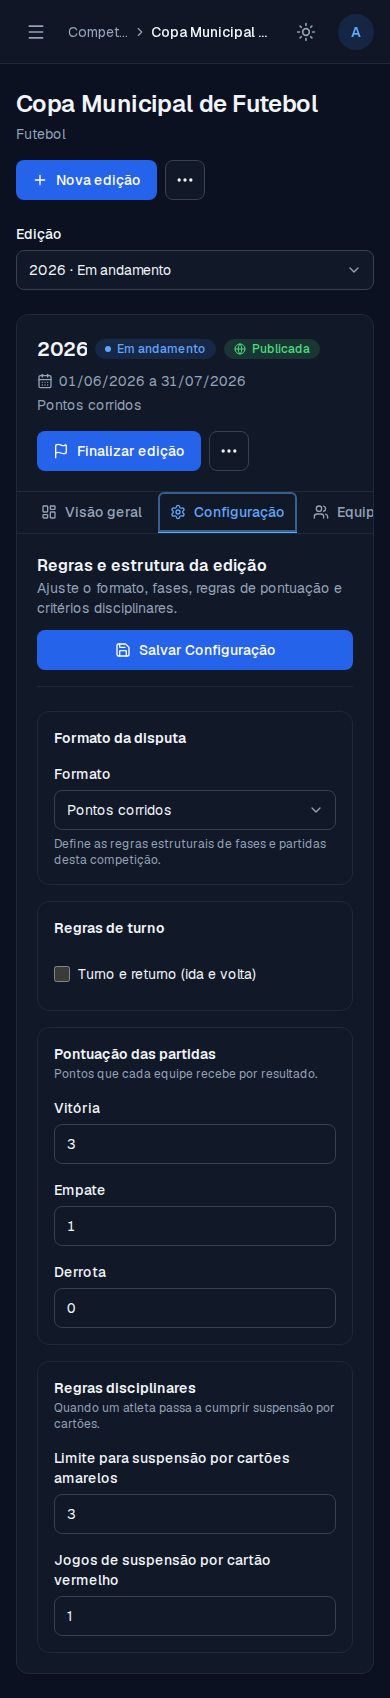 Compet... > Copa Municipal ... A
Copa Municipal de Futebol
Futebol
+ Nova edição ...
Edição
2026 · Em andamento
2026 Em andamento Publicada
01/06/2026 a 31/07/2026
Pontos corridos
Finalizar edição ...
Visão geral Configuração Equip
Regras e estrutura da edição
Ajuste o formato, fases, regras de pontuação e
critérios disciplinares.
Salvar Configuração
Formato da disputa
Formato
Pontos corridos
Define as regras estruturais de fases e partidas
desta competição.
Regras de turno
Turno e returno (ida e volta)
Pontuação das partidas
Pontos que cada equipe recebe por resultado.
Vitória
3
Empate
1
Derrota
0
Regras disciplinares
Quando um atleta passa a cumprir suspensão por
cartões.
Limite para suspensão por cartões
amarelos
3
Jogos de suspensão por cartão
vermelho
1